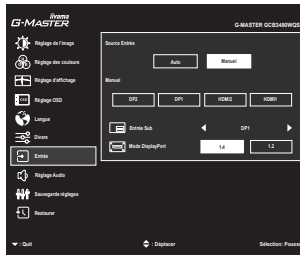 iiyama
G-MASTER
G-MASTER GCB3480WQS
Réglage de l'image
Réglage des couleurs
Réglage d'affichage
OSD
Réglage OSD
Langue
Divers
Entrée
Réglage Audio
Sauvegarde réglages
Restaurer
Source Entrée
Auto
Manuel
Manuel
DP2
DP1
HDMI2
HDMI1
Entrée Sub
DP1
Mode DisplayPort
1.4
1.2
: Quit
: Déplacer
Sélection: Pousse